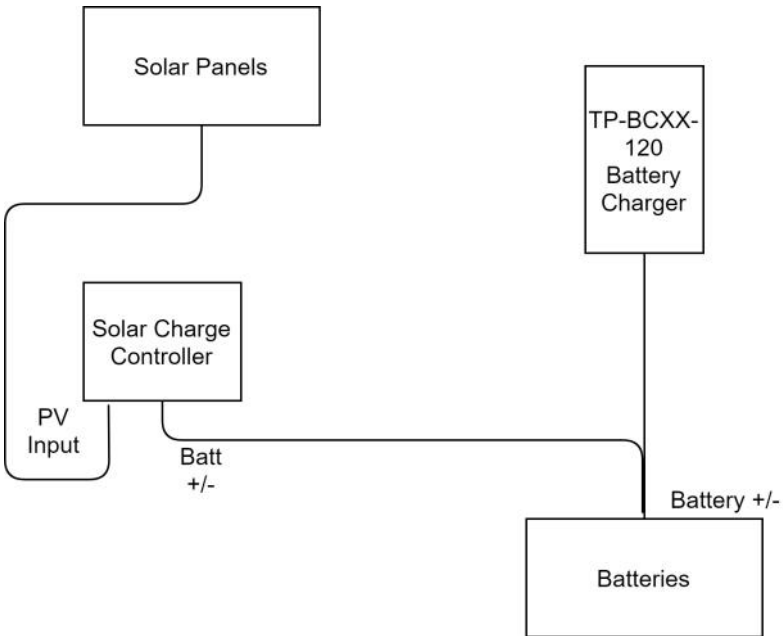 Solar Panels
TP-BCXX-
120
Battery
Charger
Solar Charge
Controller
PV
Input
Batt
+/-
Battery +/-
Batteries